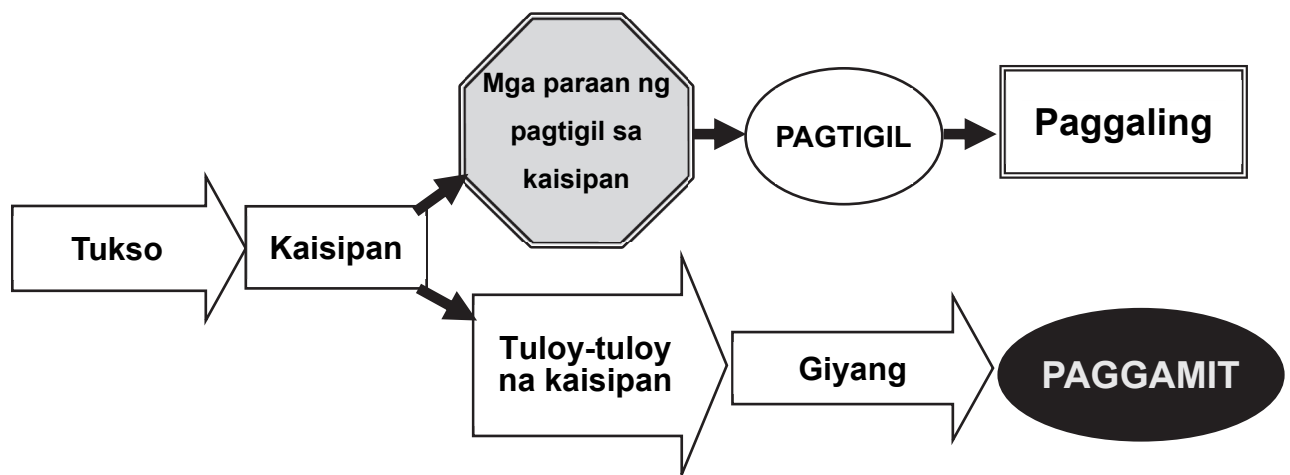 Mga paraan ng
pagtigil sa
kaisipan
PAGTIGIL
Paggaling
Tukso
Kaisipan
Tuloy-tuloy
na kaisipan
Giyang
PAGGAMIT